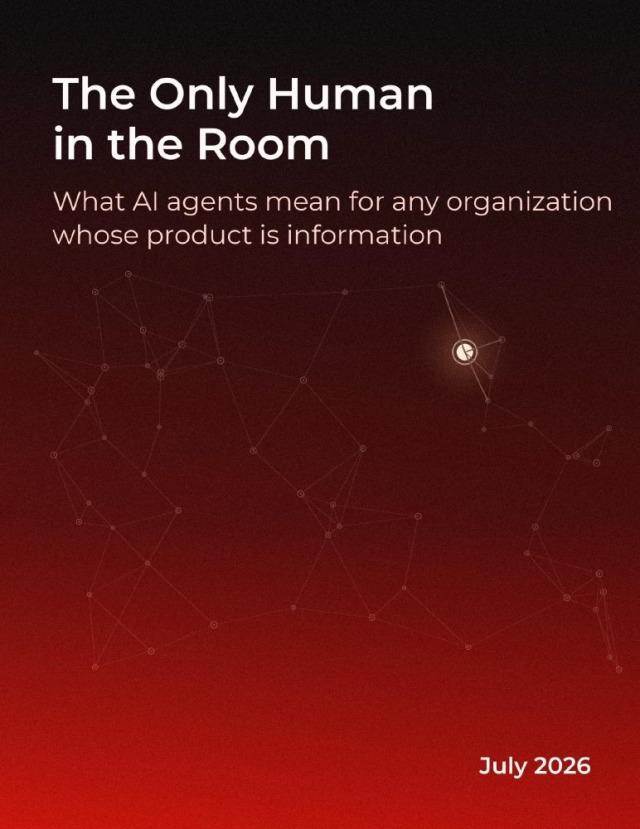 The Only Human
in the Room
What AI agents mean for any organization
whose product is information
July 2026